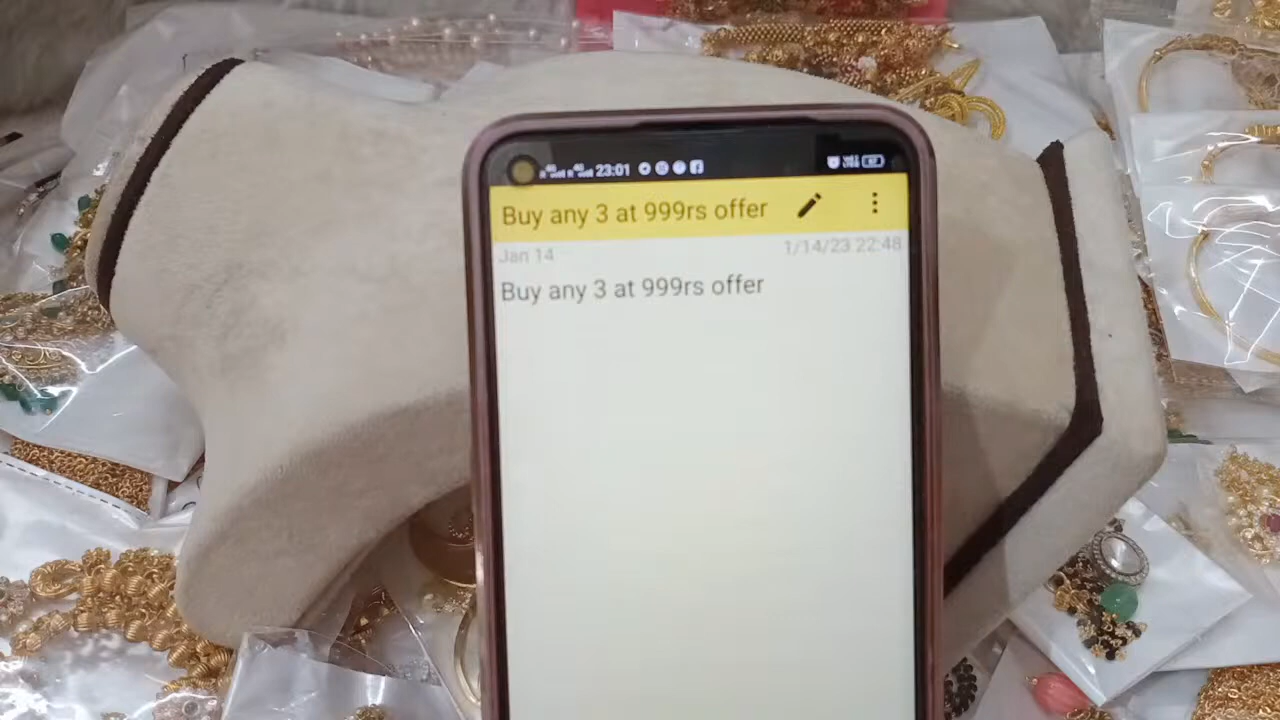 23:01
Buy any 3 at 999rs offer
Jan 14 1/14/23 22:48
Buy any 3 at 999rs offer